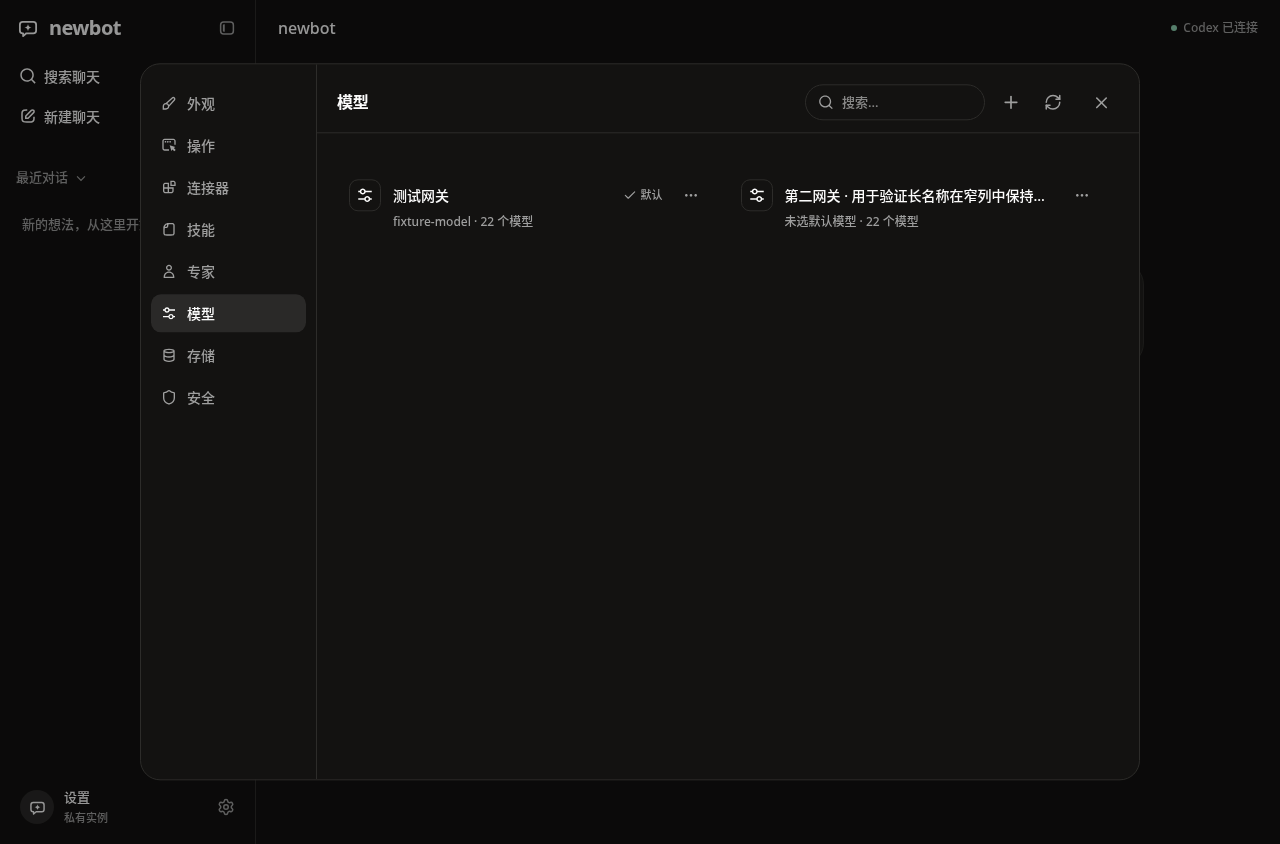 newbot
搜索聊天
新建聊天
最近对话
新的想法，从这里开
设置
私有实例
newbot
Codex 已连接
外观
操作
连接器
技能
专家
模型
存储
安全
模型
搜索...
测试网关
默认
fixture-model · 22 个模型
第二网关 · 用于验证长名称在窄列中保持...
未选默认模型 · 22 个模型